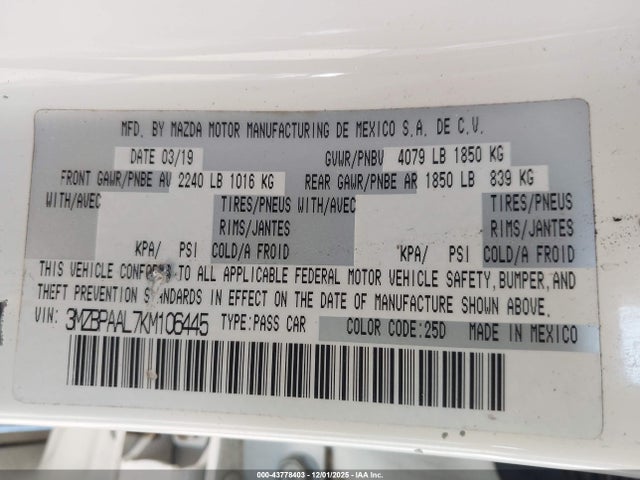 MFD. BY MAZDA MOTOR MANUFACTURING DE MEXICO S.A. DE C.V.
DATE 03/19 GVWR/PNBV 4079 LB 1850 KG
FRONT GAWR/PNBE AV 2240 LB 1016 KG REAR GAWR/PNBE AR 1850 LB 839 KG
WITH/AVEC TIRES/PNEUS WITH/AVEC TIRES/PNEUS
RIMS/JANTES RIMS/JANTES
KPA/ PSI COLD/A FROID KPA/ PSI COLD/A FROID
THIS VEHICLE CONFORMS TO ALL APPLICABLE FEDERAL MOTOR VEHICLE SAFETY, BUMPER, AND
THEFT PREVENTION STANDARDS IN EFFECT ON THE DATE OF MANUFACTURE SHOWN ABOVE.
VIN: 3MZBPAAL7KM106445 TYPE:PASS CAR COLOR CODE:25D MADE IN MEXICO
000-43778403 - 12/01/2025 - IAA Inc.